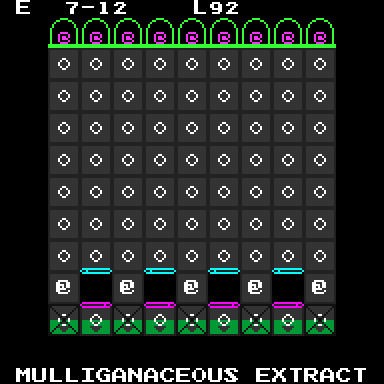 E 7-12 L92
@ @ @ @ @ @ @ @ @
@ @ @ @ @
MULLIGANACEOUS EXTRACT